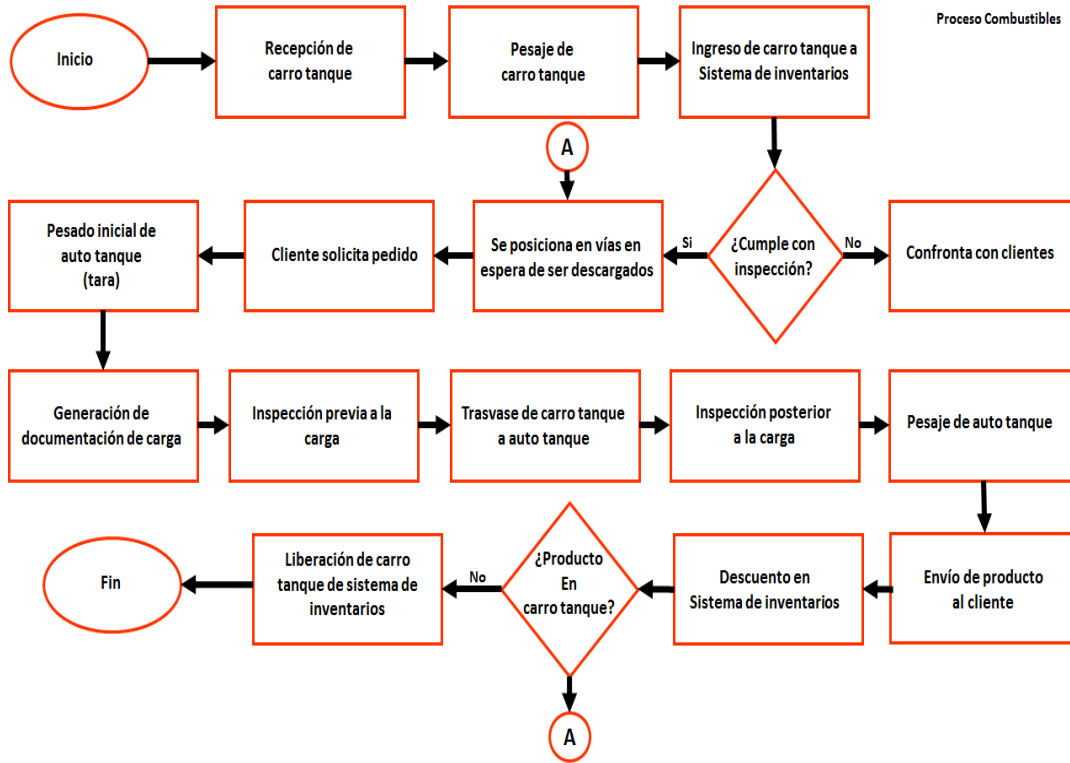 Proceso Combustibles
Inicio
Recepción de
carro tanque
Pesaje de
carro tanque
Ingreso de carro tanque a
Sistema de inventarios
A
¿Cumple con
inspección?
No
Confronta con clientes
Si
Se posiciona en vías en
espera de ser descargados
Cliente solicita pedido
Pesado inicial de
auto tanque
(tara)
Generación de
documentación de carga
Inspección previa a la
carga
Trasvase de carro tanque
a auto tanque
Inspección posterior
a la carga
Pesaje de auto tanque
Envío de producto
al cliente
Descuento en
Sistema de inventarios
¿Producto
En
carro tanque?
No
Liberación de carro
tanque de sistema de
inventarios
Fin
A